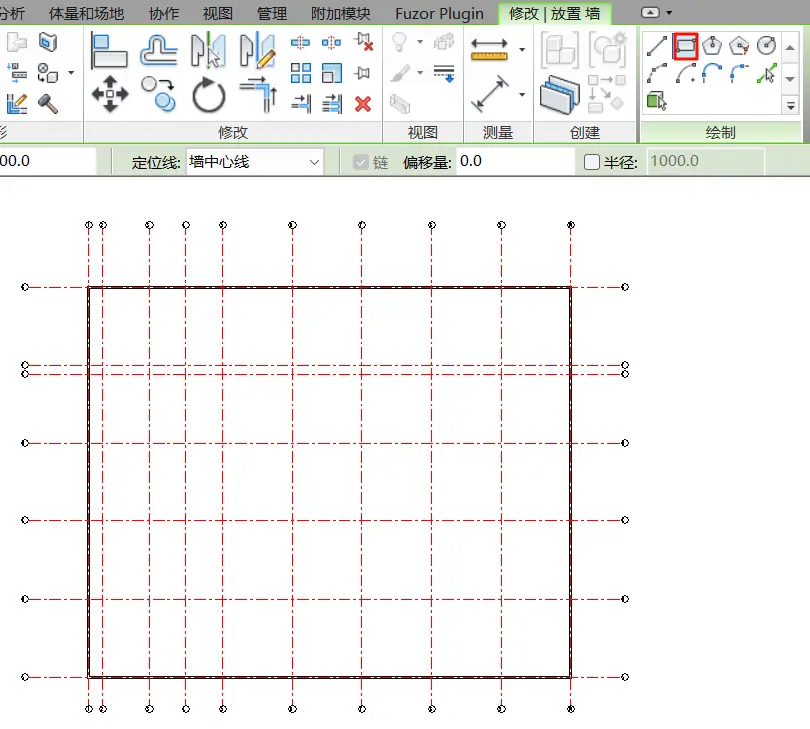 分析 体量和场地 协作 视图 管理 附加模块 Fuzor Plugin 修改 | 放置 墙
形 修改 视图 测量 创建 绘制
00.0 定位线: 墙中心线 链 偏移量: 0.0 半径: 1000.0